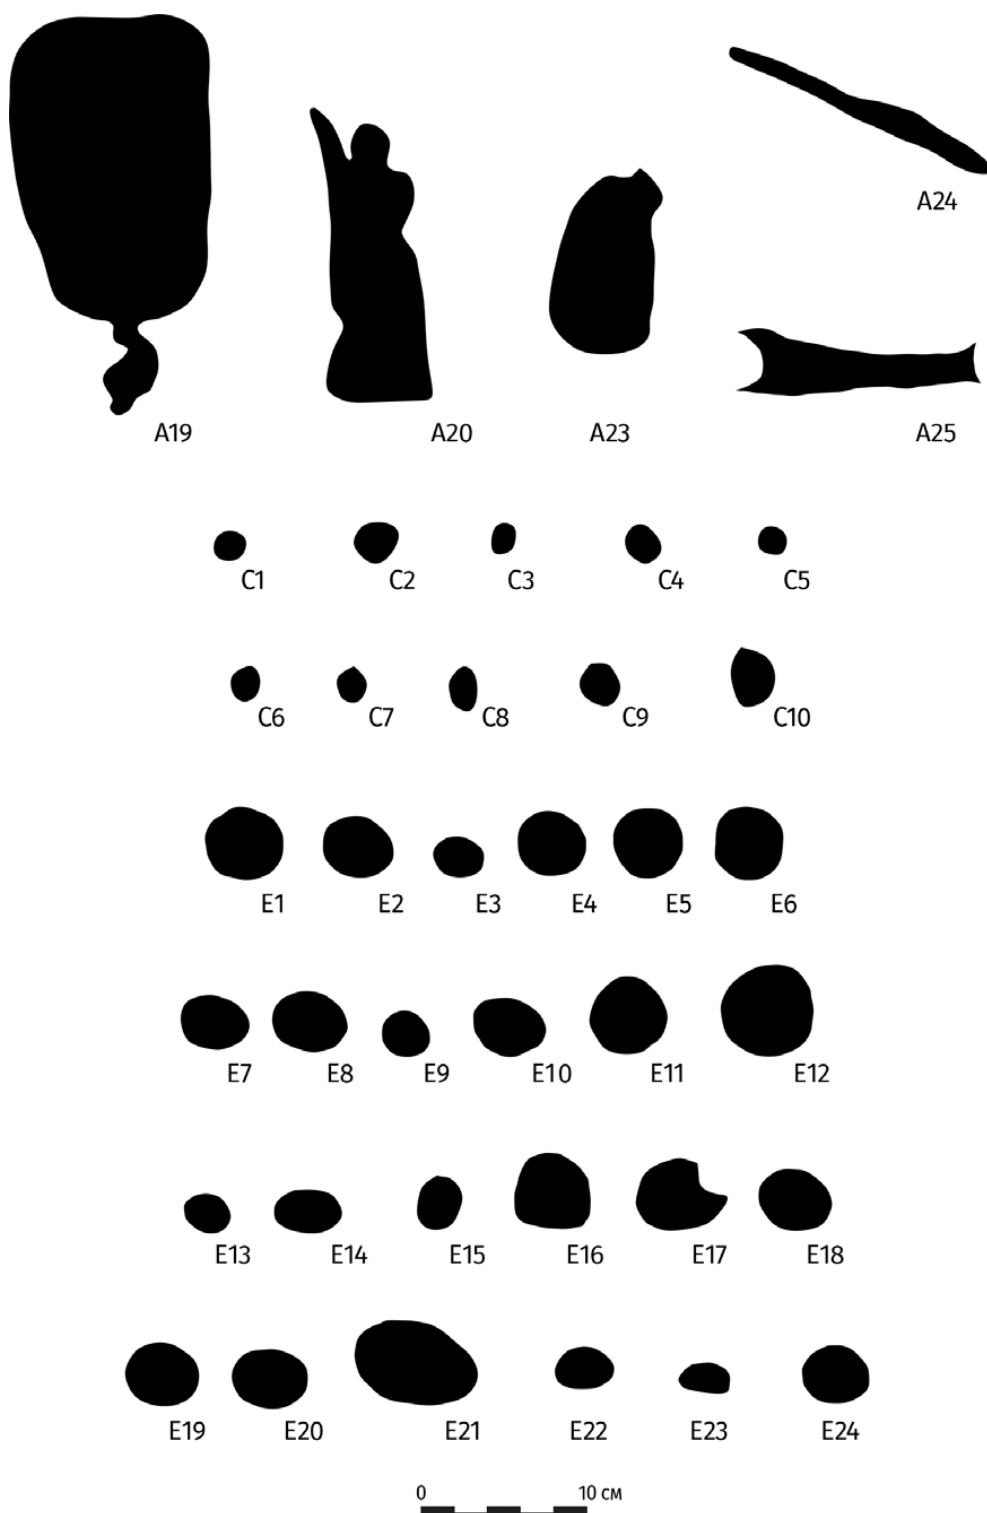 A24
A19 A20 A23 A25
C1 C2 C3 C4 C5
C6 C7 C8 C9 C10
E1 E2 E3 E4 E5 E6
E7 E8 E9 E10 E11 E12
E13 E14 E15 E16 E17 E18
E19 E20 E21 E22 E23 E24
0 10 см